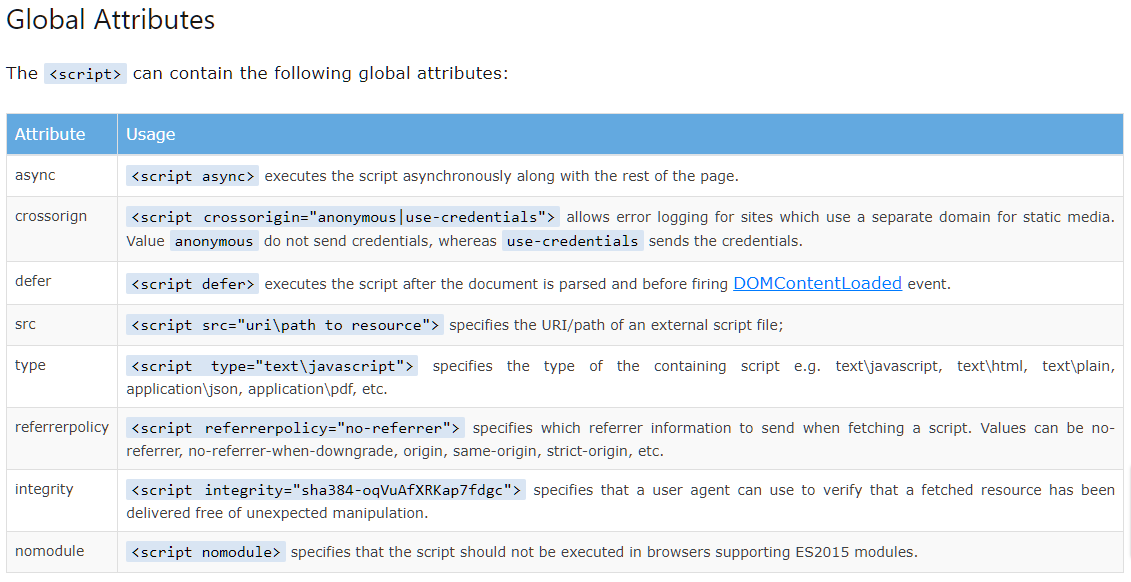 Global Attributes
The <script> can contain the following global attributes:
Attribute Usage
async <script async> executes the script asynchronously along with the rest of the page.
crossorign <script crossorigin="anonymous|use-credentials"> allows error logging for sites which use a separate domain for static media.
Value anonymous do not send credentials, whereas use-credentials sends the credentials.
defer <script defer> executes the script after the document is parsed and before firing DOMContentLoaded event.
src <script src="uri\path to resource"> specifies the URI/path of an external script file;
type <script type="text\javascript"> specifies the type of the containing script e.g. text\javascript, text\html, text\plain,
application\json, application\pdf, etc.
referrerpolicy <script referrerpolicy="no-referrer"> specifies which referrer information to send when fetching a script. Values can be no-
referrer, no-referrer-when-downgrade, origin, same-origin, strict-origin, etc.
integrity <script integrity="sha384-oqVuAfXRKap7fdgc"> specifies that a user agent can use to verify that a fetched resource has been
delivered free of unexpected manipulation.
nomodule <script nomodule> specifies that the script should not be executed in browsers supporting ES2015 modules.